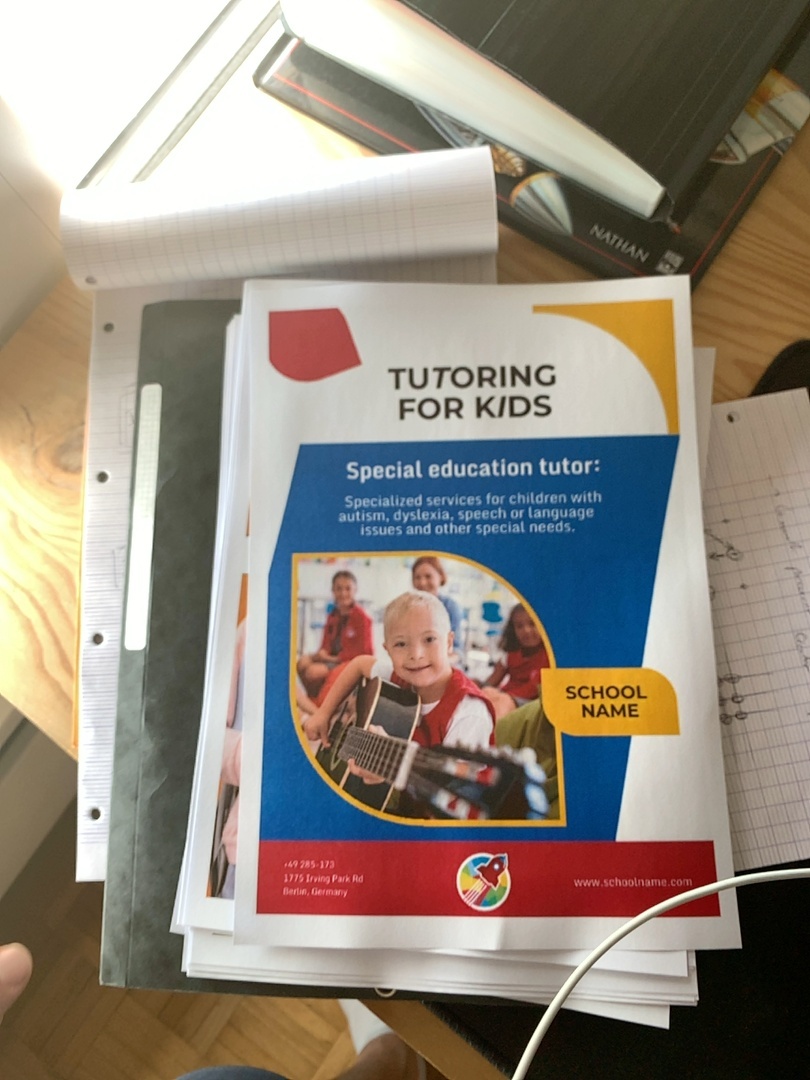 NATHAN
TUTORING
FOR KIDS
Special education tutor:
Specialized services for children with
autism, dyslexia, speech or language
issues and other special needs.
SCHOOL
NAME
+49 285-173
1775 Irving Park Rd
Berlin, Germany
www.schoolname.com